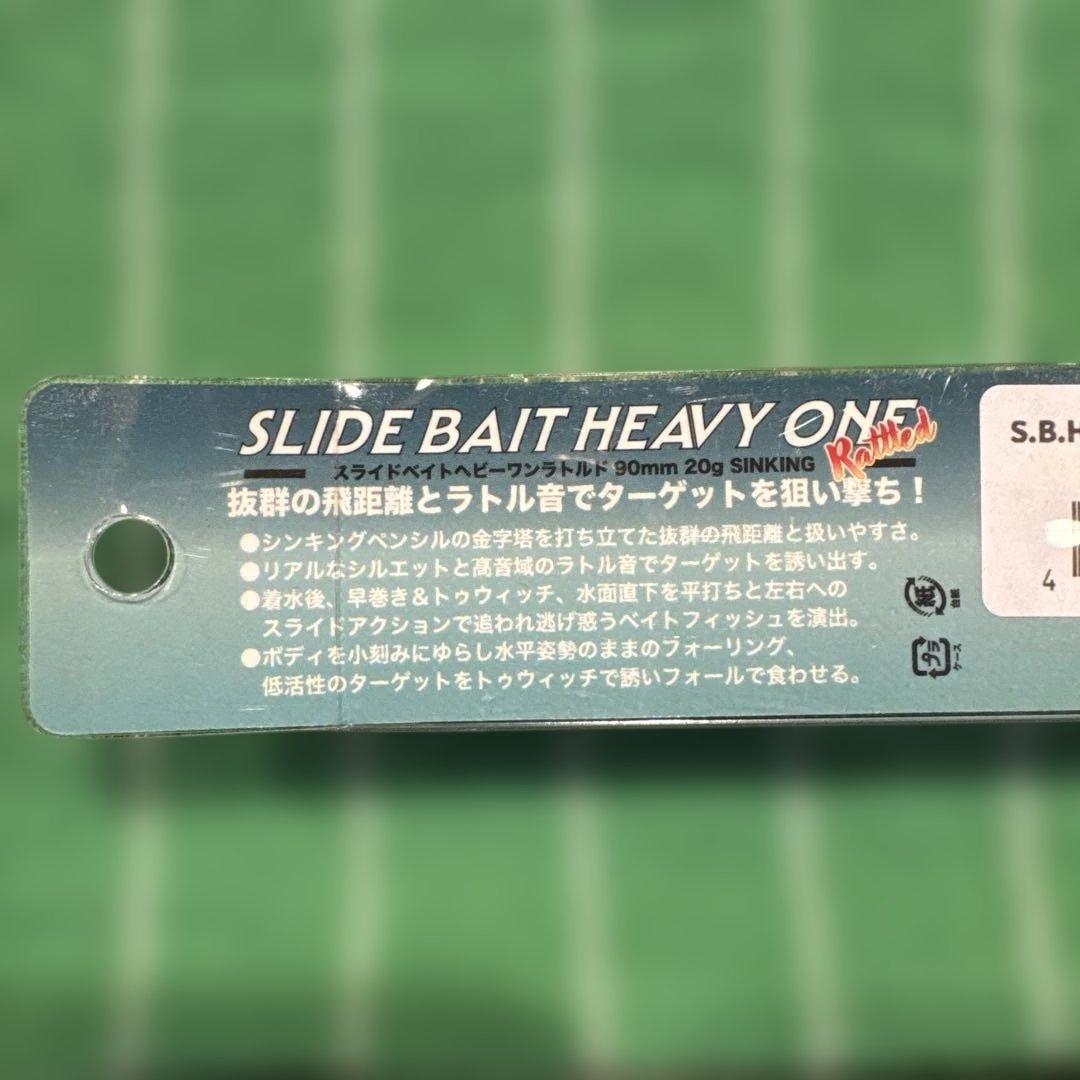 SLIDE BAIT HEAVY ONE
Rattled
スライドベイトヘビーワンラトルド 90mm 20g SINKING
抜群の飛距離とラトル音でターゲットを狙い撃ち！
●シンキングペンシルの金字塔を打ち立てた抜群の飛距離と扱いやすさ。
●リアルなシルエットと高音域のラトル音でターゲットを誘い出す。
●着水後、早巻き＆トゥウィッチ、水面直下を平打ちと左右への
スライドアクションで追われ逃げ惑うベイトフィッシュを演出。
●ボディを小刻みにゆらし水平姿勢のままのフォーリング、
低活性のターゲットをトゥウィッチで誘いフォールで食わせる。
紙
台紙
プラ
ケース
S.B.H
4